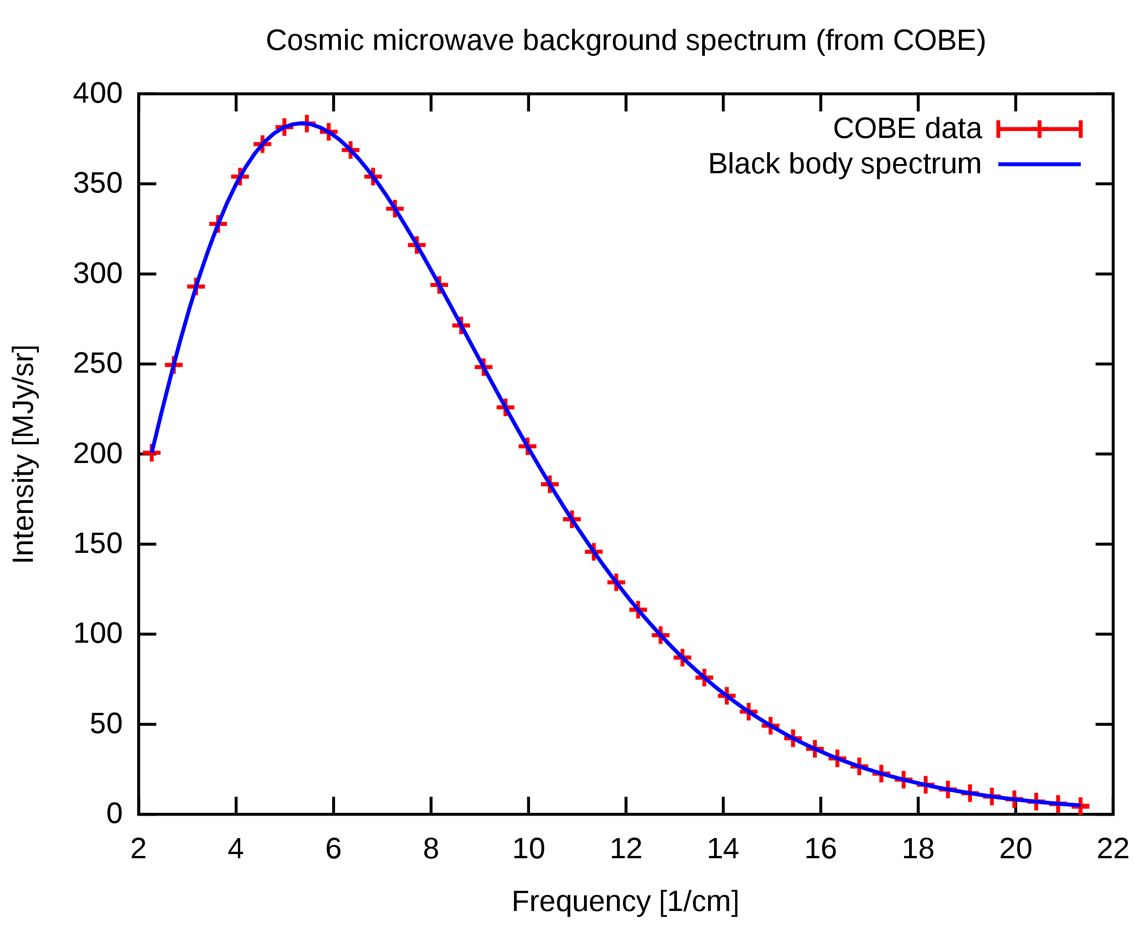 Cosmic microwave background spectrum (from COBE)
400
350
300
250
200
150
100
50
0
COBE data
Black body spectrum
Intensity [MJy/sr]
2 4 6 8 10 12 14 16 18 20 22
Frequency [1/cm]